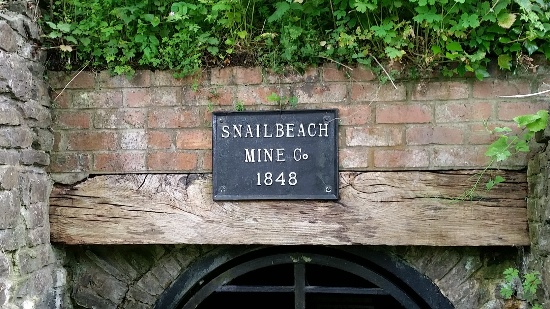 SNAILBEACH
MINE Co
1848